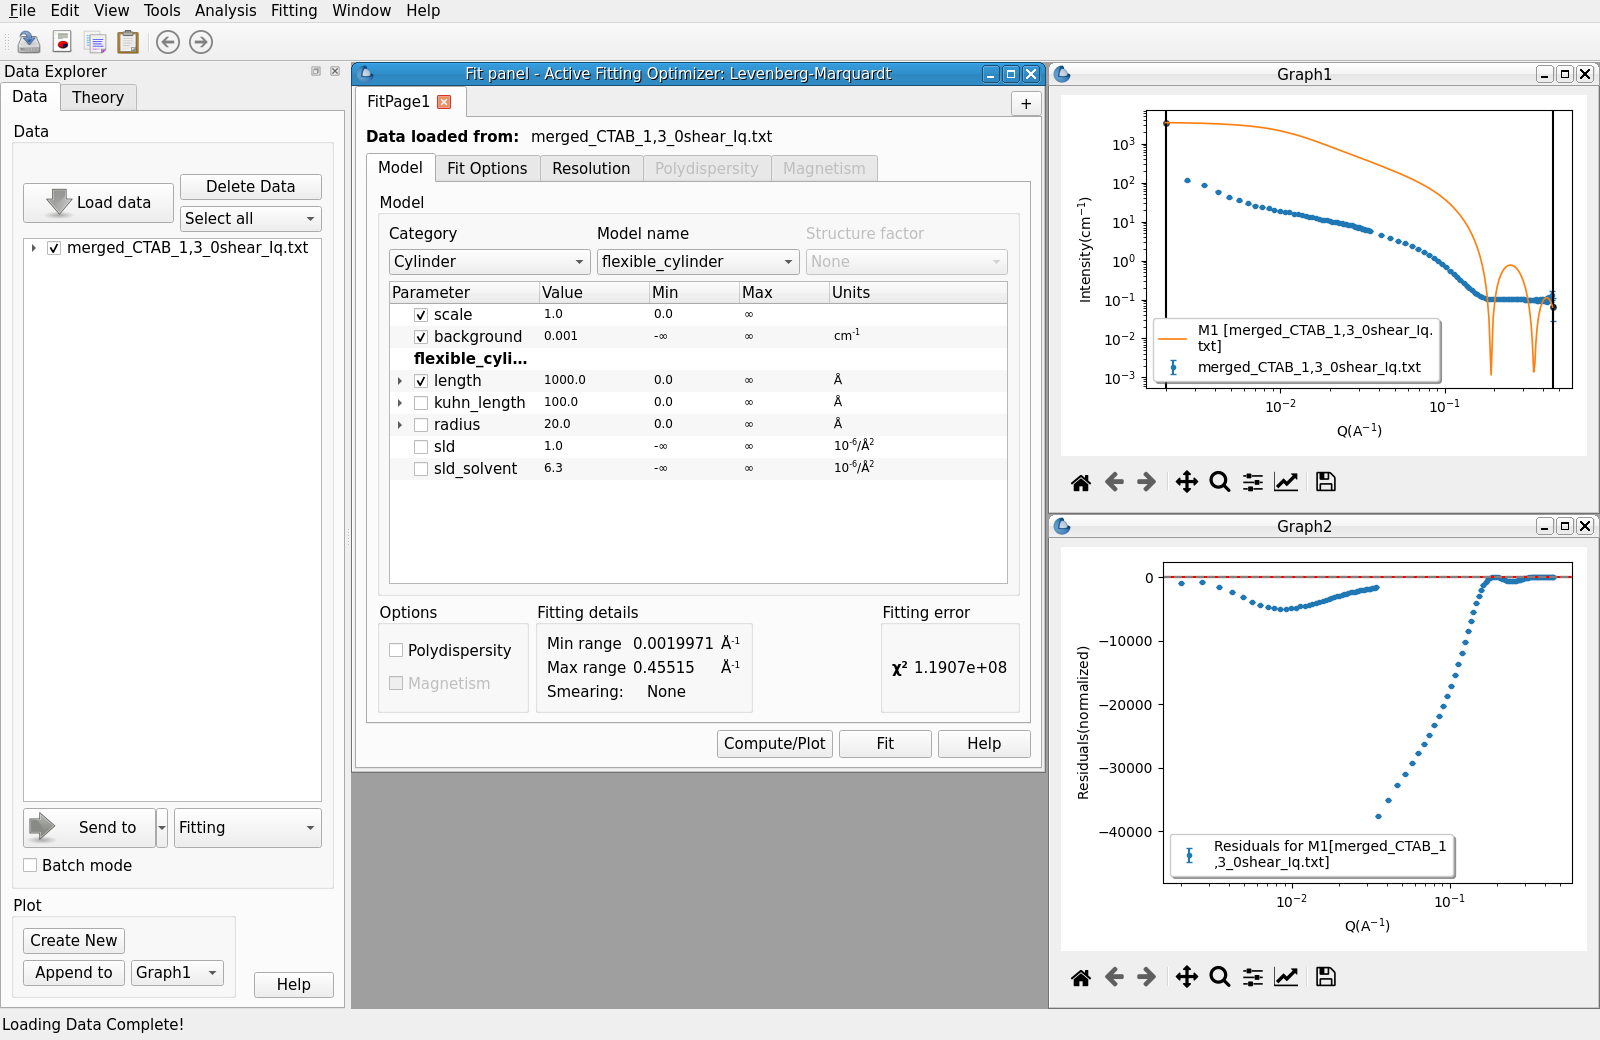 File Edit View Tools Analysis Fitting Window Help
Data Explorer
Data Theory
Data
Load data
Delete Data
Select all
merged_CTAB_1,3_0shear_Iq.txt
Send to
Fitting
Batch mode
Plot
Create New
Append to
Graph1
Help
Loading Data Complete!
Fit panel - Active Fitting Optimizer: Levenberg-Marquardt
FitPage1
+
Data loaded from: merged_CTAB_1,3_0shear_Iq.txt
Model Fit Options Resolution Polydispersity Magnetism
Model
Category Model name Structure factor
Cylinder flexible_cylinder None
Parameter Value Min Max Units
scale 1.0 0.0 ∞
background 0.001 -∞ ∞ cm⁻¹
flexible_cyli...
length 1000.0 0.0 ∞ Å
kuhn_length 100.0 0.0 ∞ Å
radius 20.0 0.0 ∞ Å
sld 1.0 -∞ ∞ 10⁻⁶/Å²
sld_solvent 6.3 -∞ ∞ 10⁻⁶/Å²
Options
Polydispersity
Magnetism
Fitting details
Min range 0.0019971 Å⁻¹
Max range 0.45515 Å⁻¹
Smearing: None
Fitting error
χ² 1.1907e+08
Compute/Plot Fit Help
Graph1
Intensity(cm⁻¹)
10³
10²
10¹
10⁰
10⁻¹
10⁻²
10⁻³
M1 [merged_CTAB_1,3_0shear_Iq.
txt]
merged_CTAB_1,3_0shear_Iq.txt
10⁻² 10⁻¹
Q(A⁻¹)
Graph2
Residuals(normalized)
0
−10000
−20000
−30000
−40000
Residuals for M1[merged_CTAB_1
,3_0shear_Iq.txt]
10⁻² 10⁻¹
Q(A⁻¹)